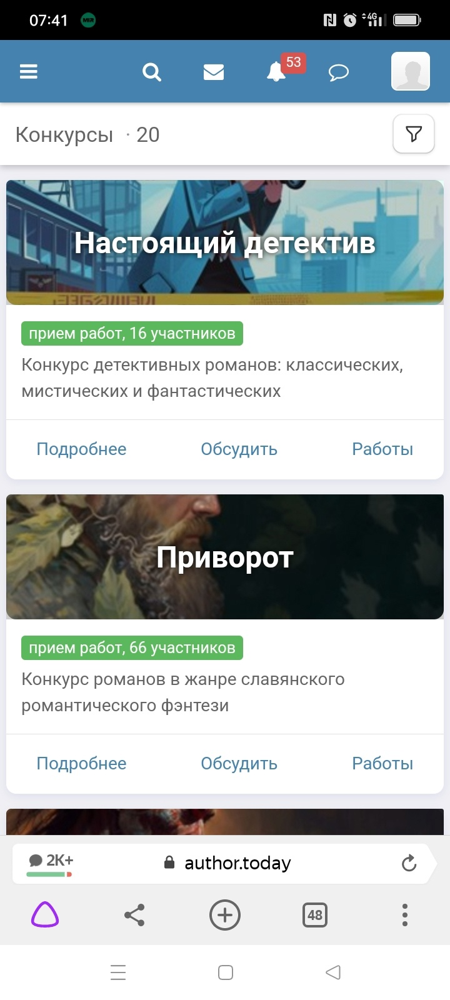 07:41 MIR 4G
53
Конкурсы · 20
Настоящий детектив
прием работ, 16 участников
Конкурс детективных романов: классических,
мистических и фантастических
Подробнее Обсудить Работы
Приворот
прием работ, 66 участников
Конкурс романов в жанре славянского
романтического фэнтези
Подробнее Обсудить Работы
2K+ author.today
48